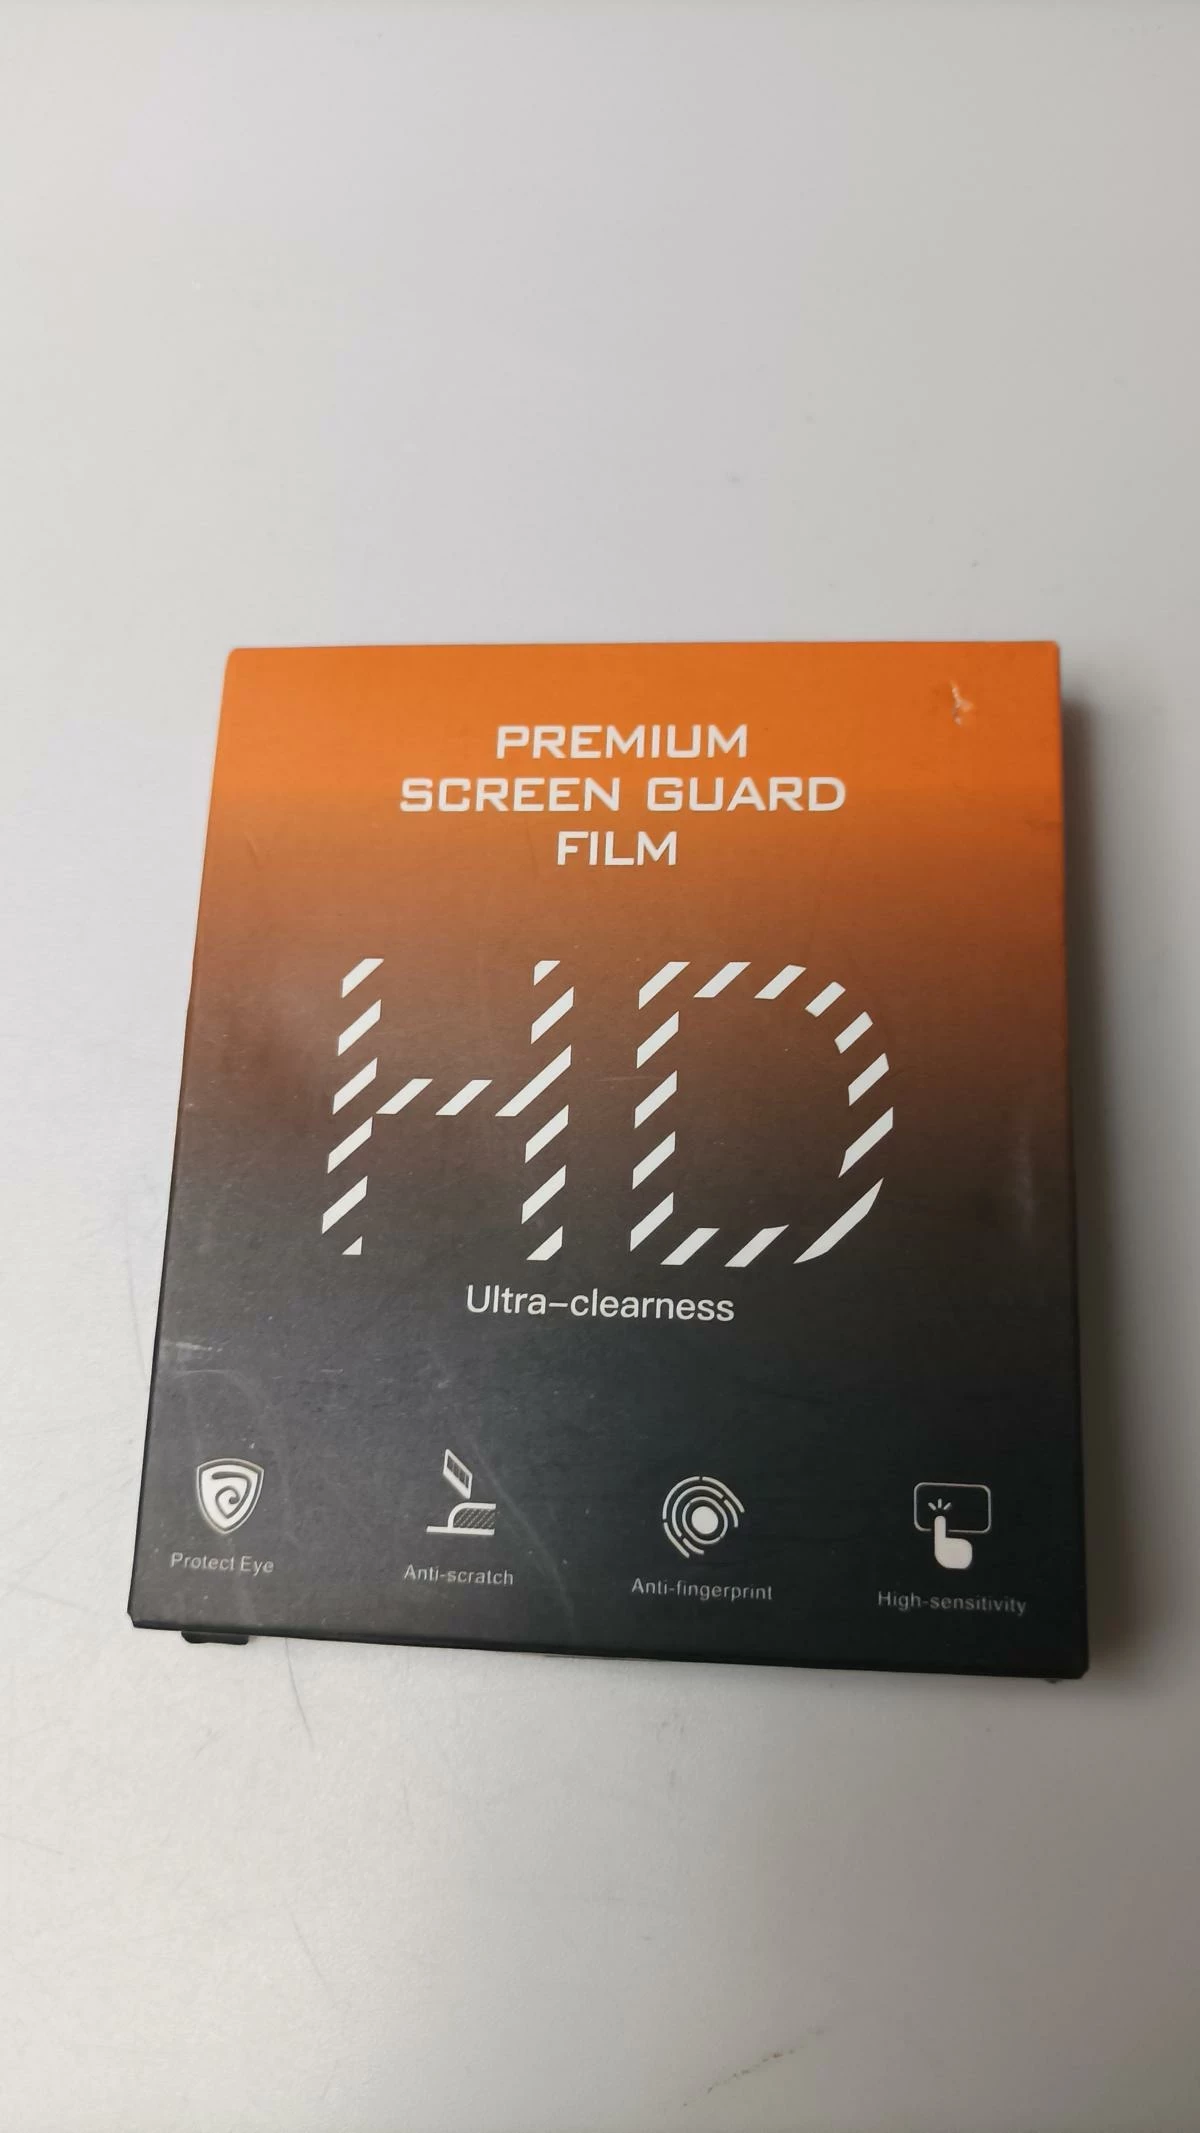 PREMIUM
SCREEN GUARD
FILM
HD
Ultra-clearness
Protect Eye
Anti-scratch
Anti-fingerprint
High-sensitivity